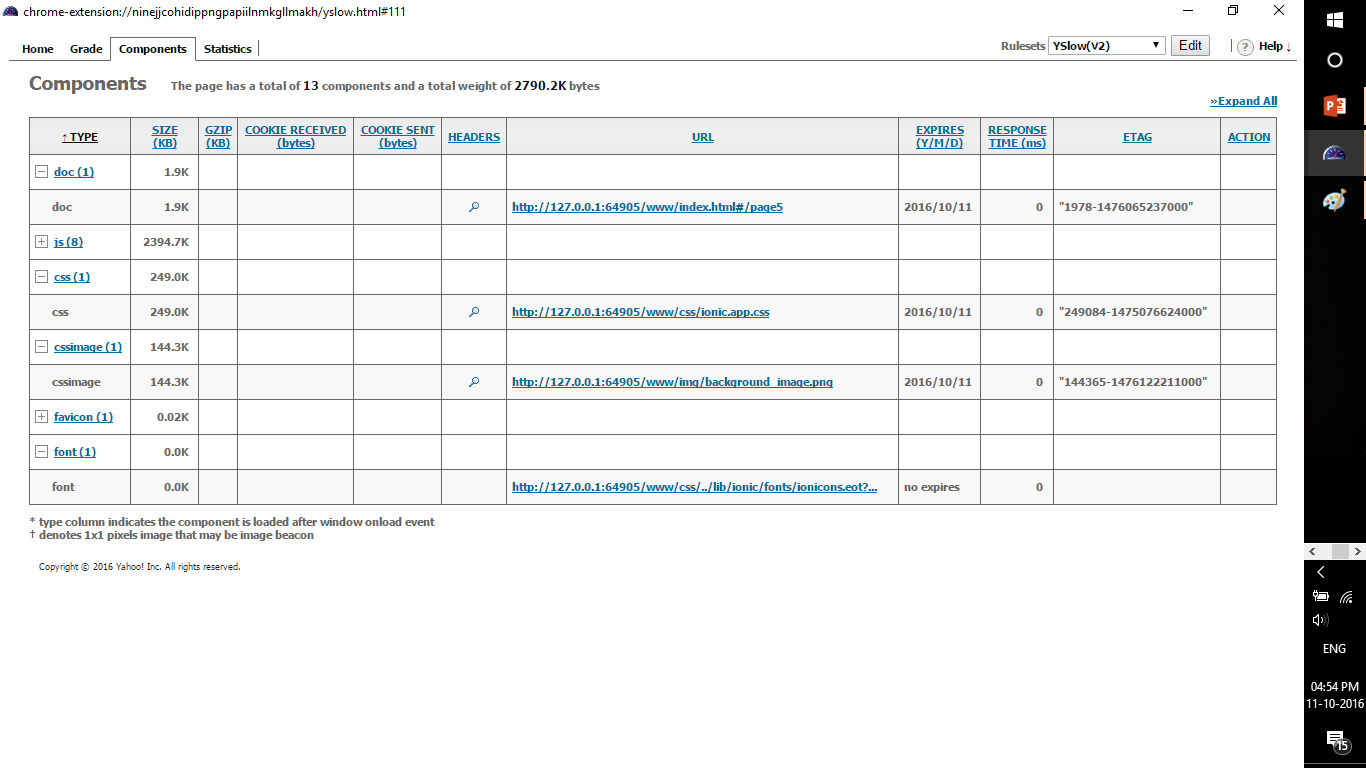 chrome-extension://ninejjcohidippngpapiilnmkgllmakh/yslow.html#111
Home Grade Components Statistics Rulesets YSlow(V2) Edit ? Help ↓
Components The page has a total of 13 components and a total weight of 2790.2K bytes
»Expand All
↑ TYPE SIZE (KB) GZIP (KB) COOKIE RECEIVED (bytes) COOKIE SENT (bytes) HEADERS URL EXPIRES (Y/M/D) RESPONSE TIME (ms) ETAG ACTION
doc (1) 1.9K
doc 1.9K http://127.0.0.1:64905/www/index.html#/page5 2016/10/11 0 "1978-1476065237000"
js (8) 2394.7K
css (1) 249.0K
css 249.0K http://127.0.0.1:64905/www/css/ionic.app.css 2016/10/11 0 "249084-1475076624000"
cssimage (1) 144.3K
cssimage 144.3K http://127.0.0.1:64905/www/img/background_image.png 2016/10/11 0 "144365-1476122211000"
favicon (1) 0.02K
font (1) 0.0K
font 0.0K http://127.0.0.1:64905/www/css/../lib/ionic/fonts/ionicons.eot?... no expires 0
* type column indicates the component is loaded after window onload event
† denotes 1x1 pixels image that may be image beacon
Copyright © 2016 Yahoo! Inc. All rights reserved.
ENG
04:54 PM
11-10-2016
15